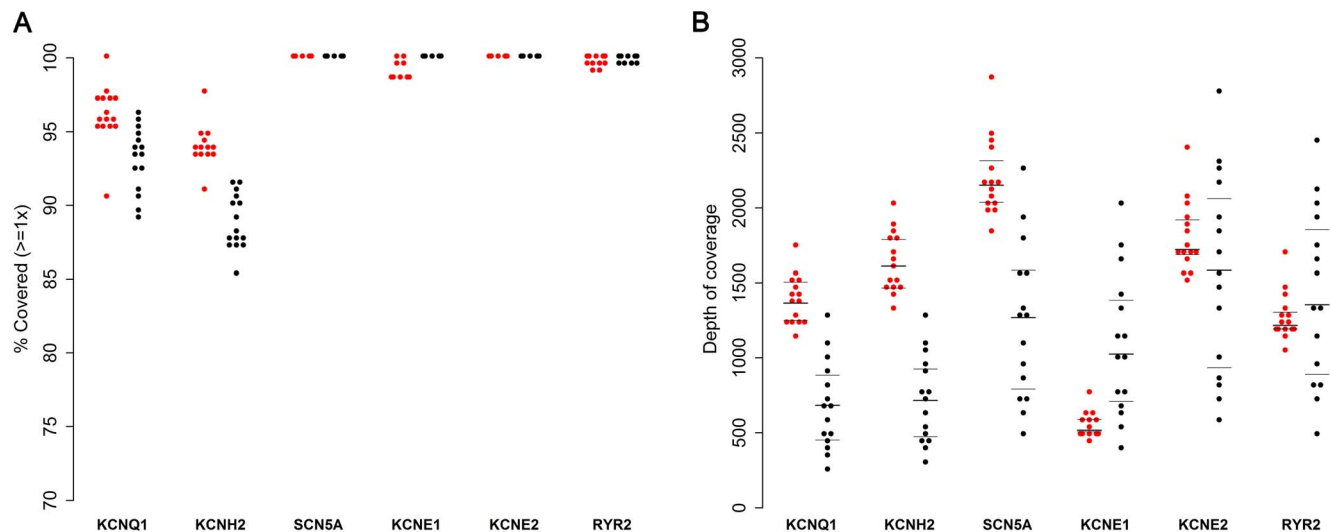 A
% Covered (>=1x)
100
95
90
85
80
75
70
KCNQ1 KCNH2 SCN5A KCNE1 KCNE2 RYR2
B
Depth of coverage
3000
2500
2000
1500
1000
500
0
KCNQ1 KCNH2 SCN5A KCNE1 KCNE2 RYR2